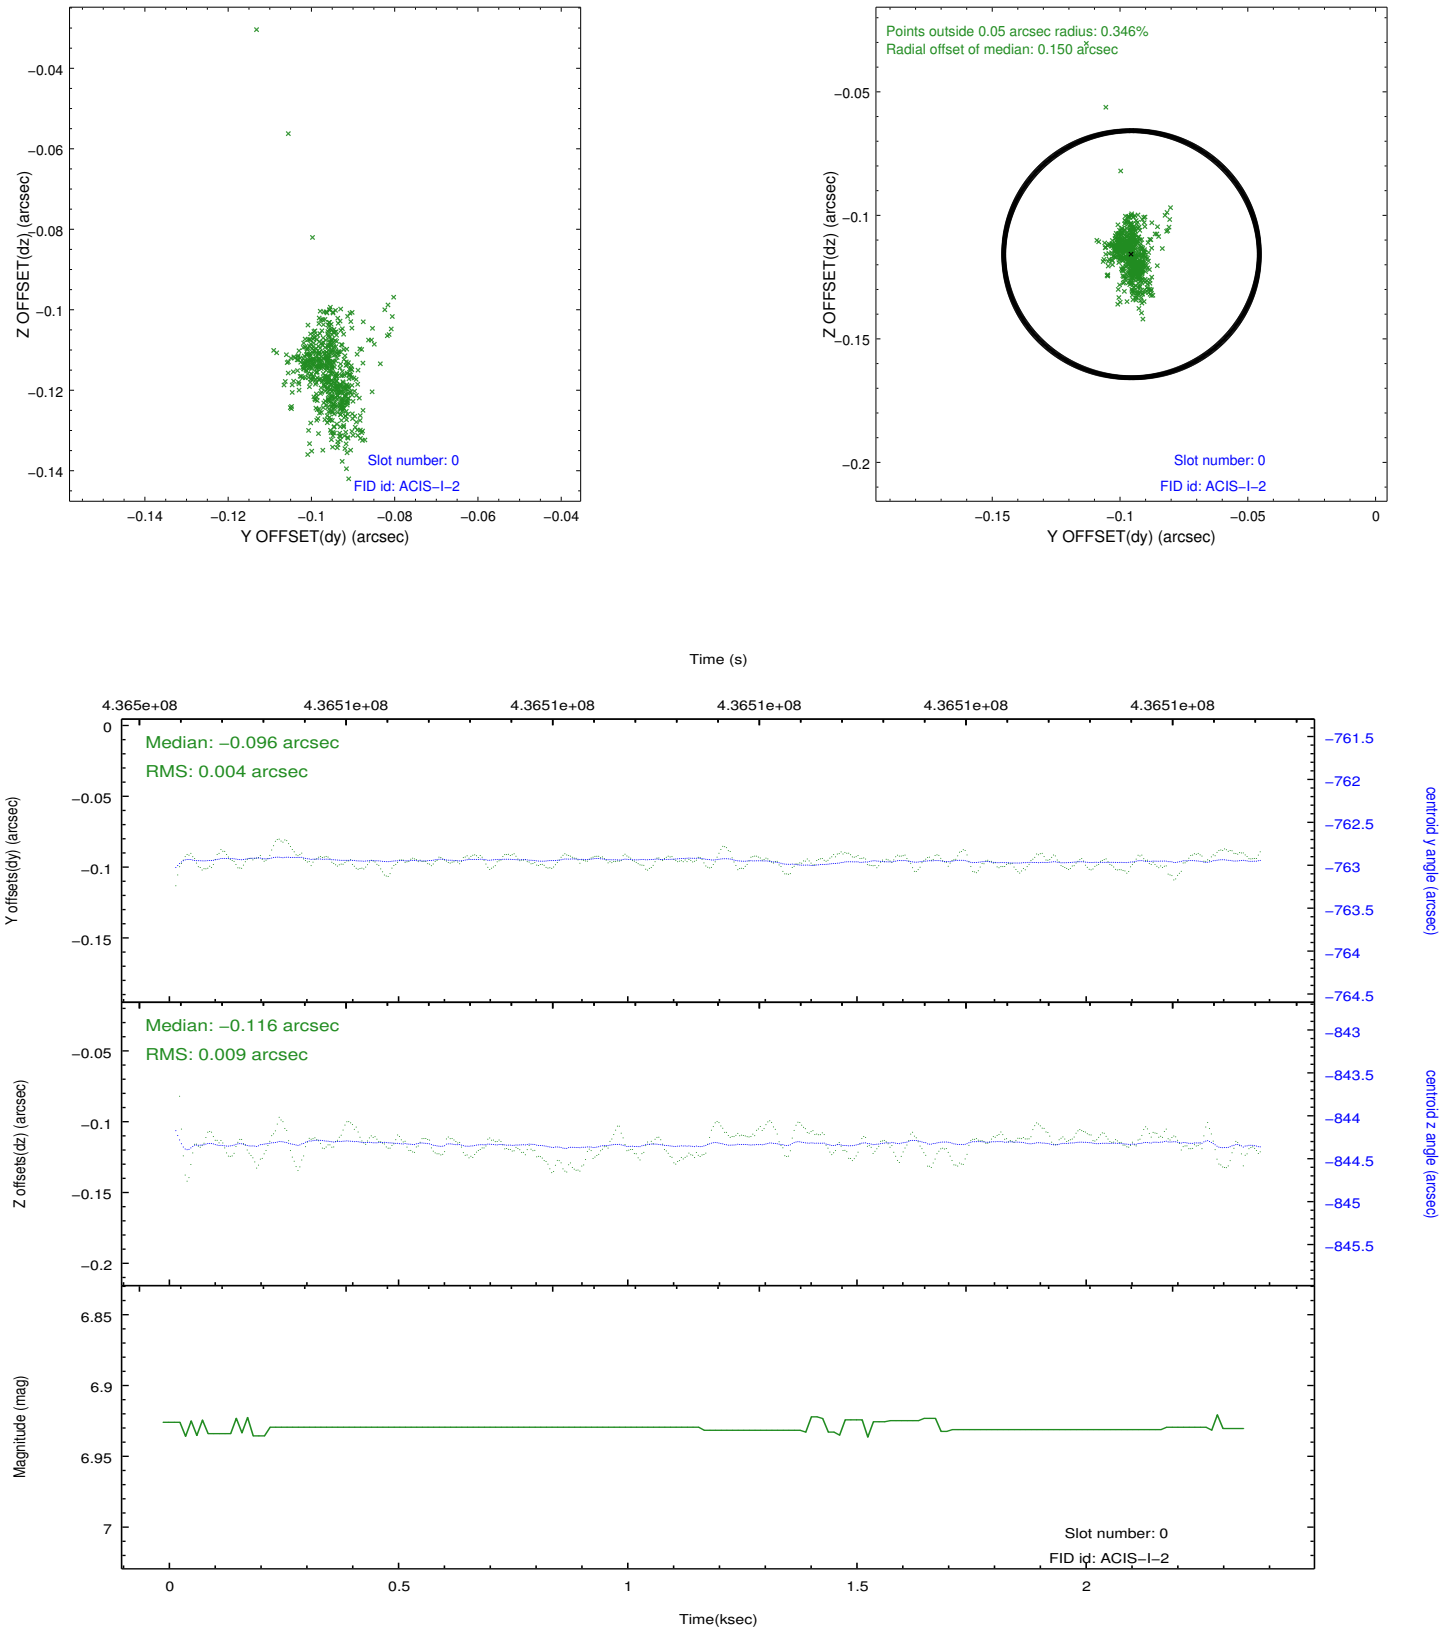 −0.04
−0.06
−0.08
−0.1
−0.12
−0.14
Z OFFSET(dz) (arcsec)
Slot number: 0
FID id: ACIS−I−2
−0.14 −0.12 −0.1 −0.08 −0.06 −0.04
Y OFFSET(dy) (arcsec)
Points outside 0.05 arcsec radius: 0.346%
Radial offset of median: 0.150 arcsec
−0.05
−0.1
−0.15
−0.2
Z OFFSET(dz) (arcsec)
Slot number: 0
FID id: ACIS−I−2
−0.15 −0.1 −0.05 0
Y OFFSET(dy) (arcsec)
Time (s)
4.365e+08 4.3651e+08 4.3651e+08 4.3651e+08 4.3651e+08 4.3651e+08
Median: −0.096 arcsec
RMS: 0.004 arcsec
0
−0.05
−0.1
−0.15
Y offsets(dy) (arcsec)
−761.5
−762
−762.5
−763
−763.5
−764
−764.5
centroid y angle (arcsec)
Median: −0.116 arcsec
RMS: 0.009 arcsec
−0.05
−0.1
−0.15
−0.2
Z offsets(dz) (arcsec)
−843
−843.5
−844
−844.5
−845
−845.5
centroid z angle (arcsec)
6.85
6.9
6.95
7
Magnitude (mag)
Slot number: 0
FID id: ACIS−I−2
0 0.5 1 1.5 2
Time(ksec)